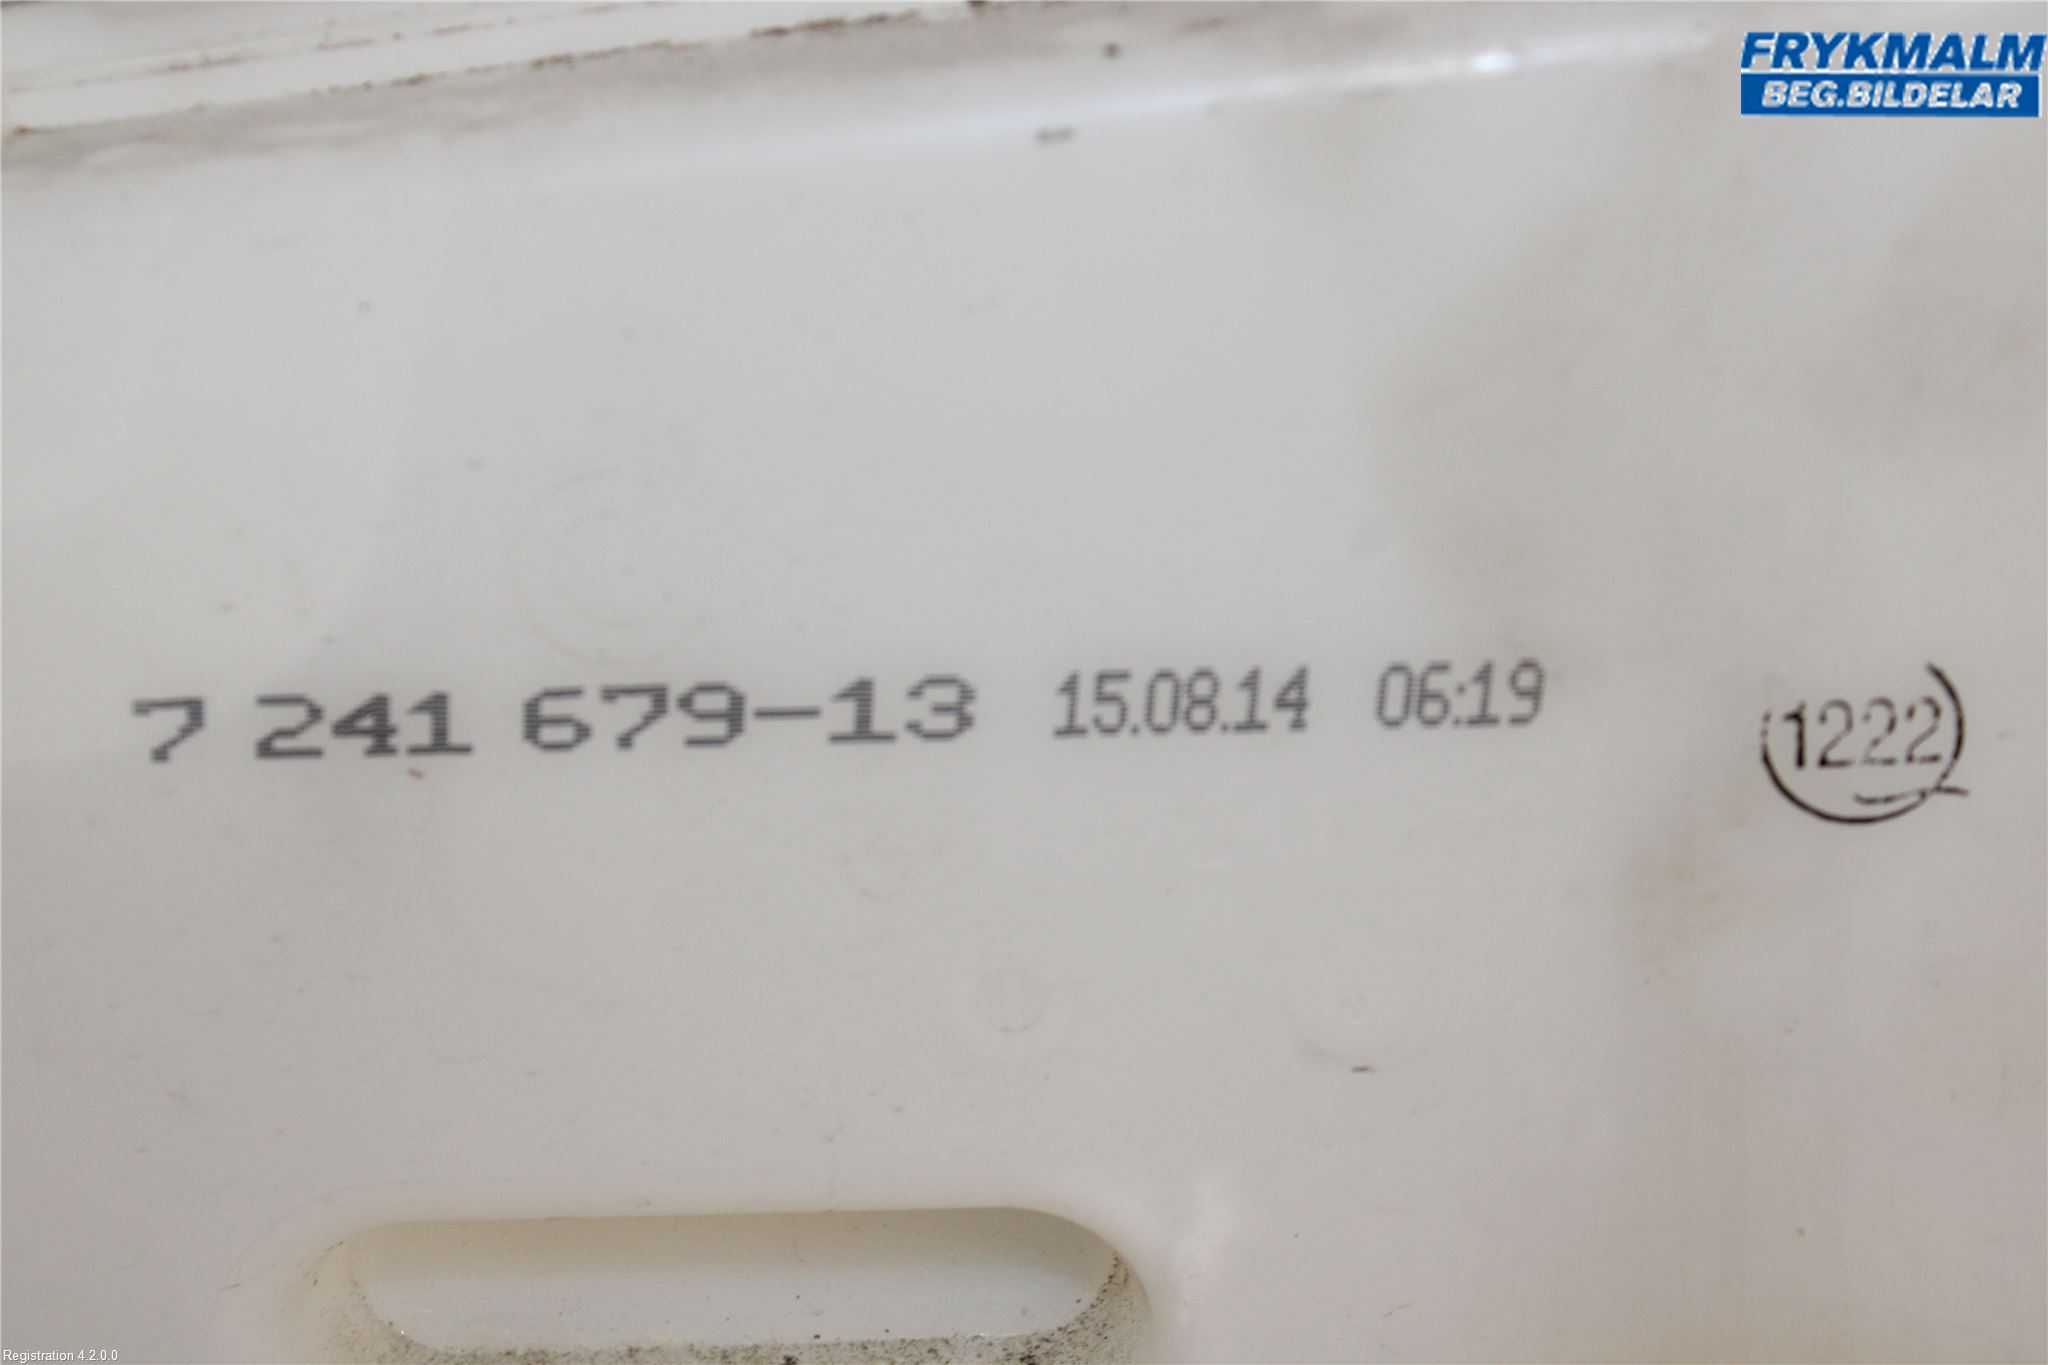 FRYKMALM
BEG.BILDELAR
7 241 679-13 15.08.14 06:19 1222
Registration 4.2.0.0